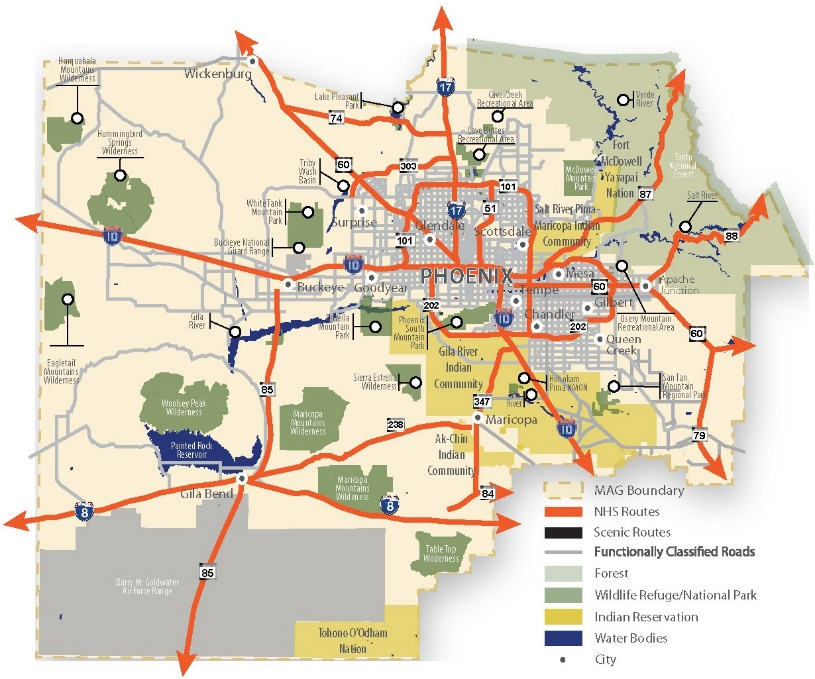 Harquahala
Mountains
Wilderness
Wickenburg
17
Lake Pleasant
Park
Cave Creek
Recreational Area
Verde
River
74
Hummingbird
Springs
Wilderness
Cave Buttes
Recreational Area
Fort
McDowell
Yavapai
Nation
Tonto
National
Forest
Triby
Wash
Basin
60
303
McDowell
Mountain
Park
101
87
White Tank
Mountain
Park
51
17
Salt River Pima-
Maricopa Indian
Community
Salt River
Surprise
Glendale
Scottsdale
88
10
101
Buckeye National
Guard Range
10
PHOENIX
Mesa
Buckeye
Goodyear
Tempe
60
Apache
Junction
Gilbert
202
10
Chandler
202
Usery Mountain
Recreational Area
Gila
River
Mountain
Park
Phoenix
South
Mountain
Park
60
Queen
Creek
Gila River
Indian
Community
Eagletail
Mountains
Wilderness
Sierra Estrella
Wilderness
Hohokam
Pima NMON
River
San Tan
Mountain
Regional Park
85
Woolsey Peak
Wilderness
Maricopa
Mountains
Wilderness
347
Maricopa
10
79
238
Painted Rock
Reservoir
Ak-Chin
Indian
Community
Maricopa
Mountains
Wilderness
Gila Bend
84
8
8
MAG Boundary
NHS Routes
Scenic Routes
Functionally Classified Roads
Forest
Wildlife Refuge/National Park
Indian Reservation
Water Bodies
City
Table Top
Wilderness
85
Barry M. Goldwater
Air Force Range
Tohono O'Odham
Nation